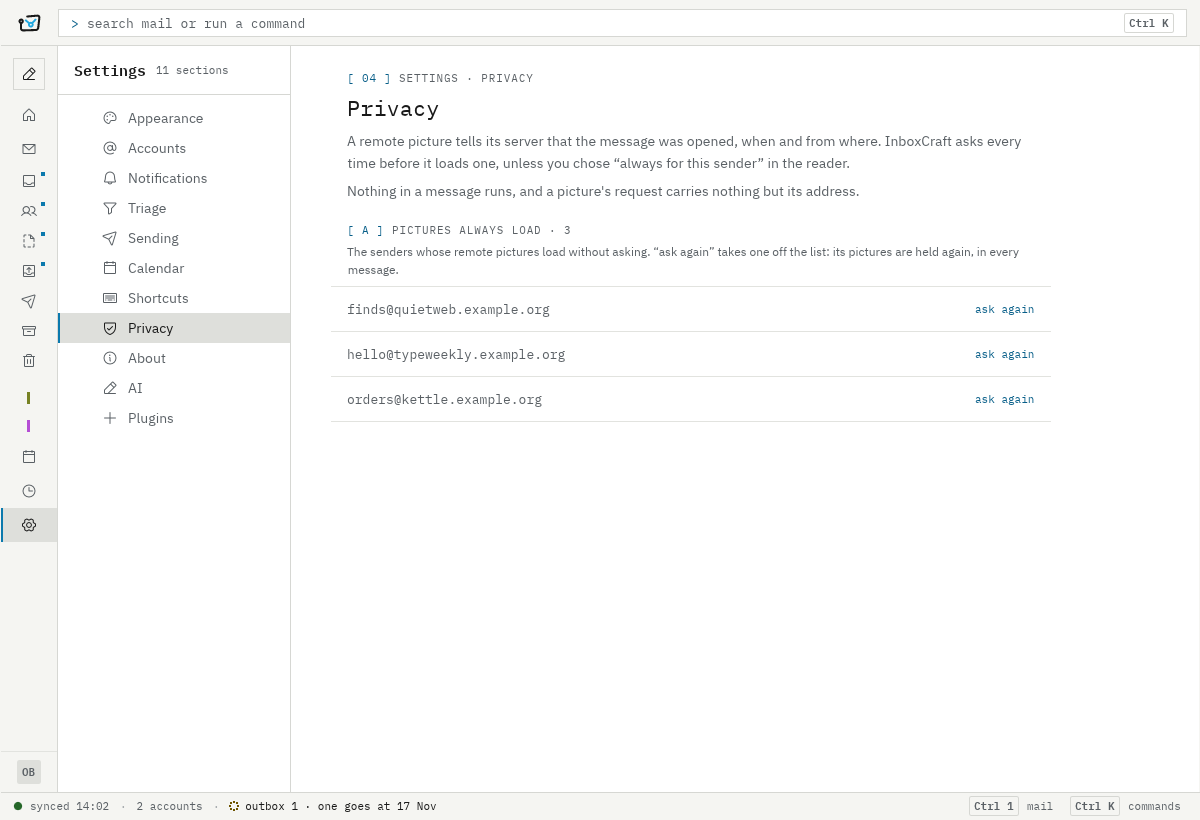 > search mail or run a command Ctrl K
Settings 11 sections
Appearance
Accounts
Notifications
Triage
Sending
Calendar
Shortcuts
Privacy
About
AI
Plugins
[ 04 ] SETTINGS · PRIVACY
Privacy
A remote picture tells its server that the message was opened, when and from where. InboxCraft asks every
time before it loads one, unless you chose “always for this sender” in the reader.
Nothing in a message runs, and a picture's request carries nothing but its address.
[ A ] PICTURES ALWAYS LOAD · 3
The senders whose remote pictures load without asking. “ask again” takes one off the list: its pictures are held again, in every
message.
finds@quietweb.example.org ask again
hello@typeweekly.example.org ask again
orders@kettle.example.org ask again
OB
synced 14:02 · 2 accounts · outbox 1 · one goes at 17 Nov Ctrl 1 mail Ctrl K commands